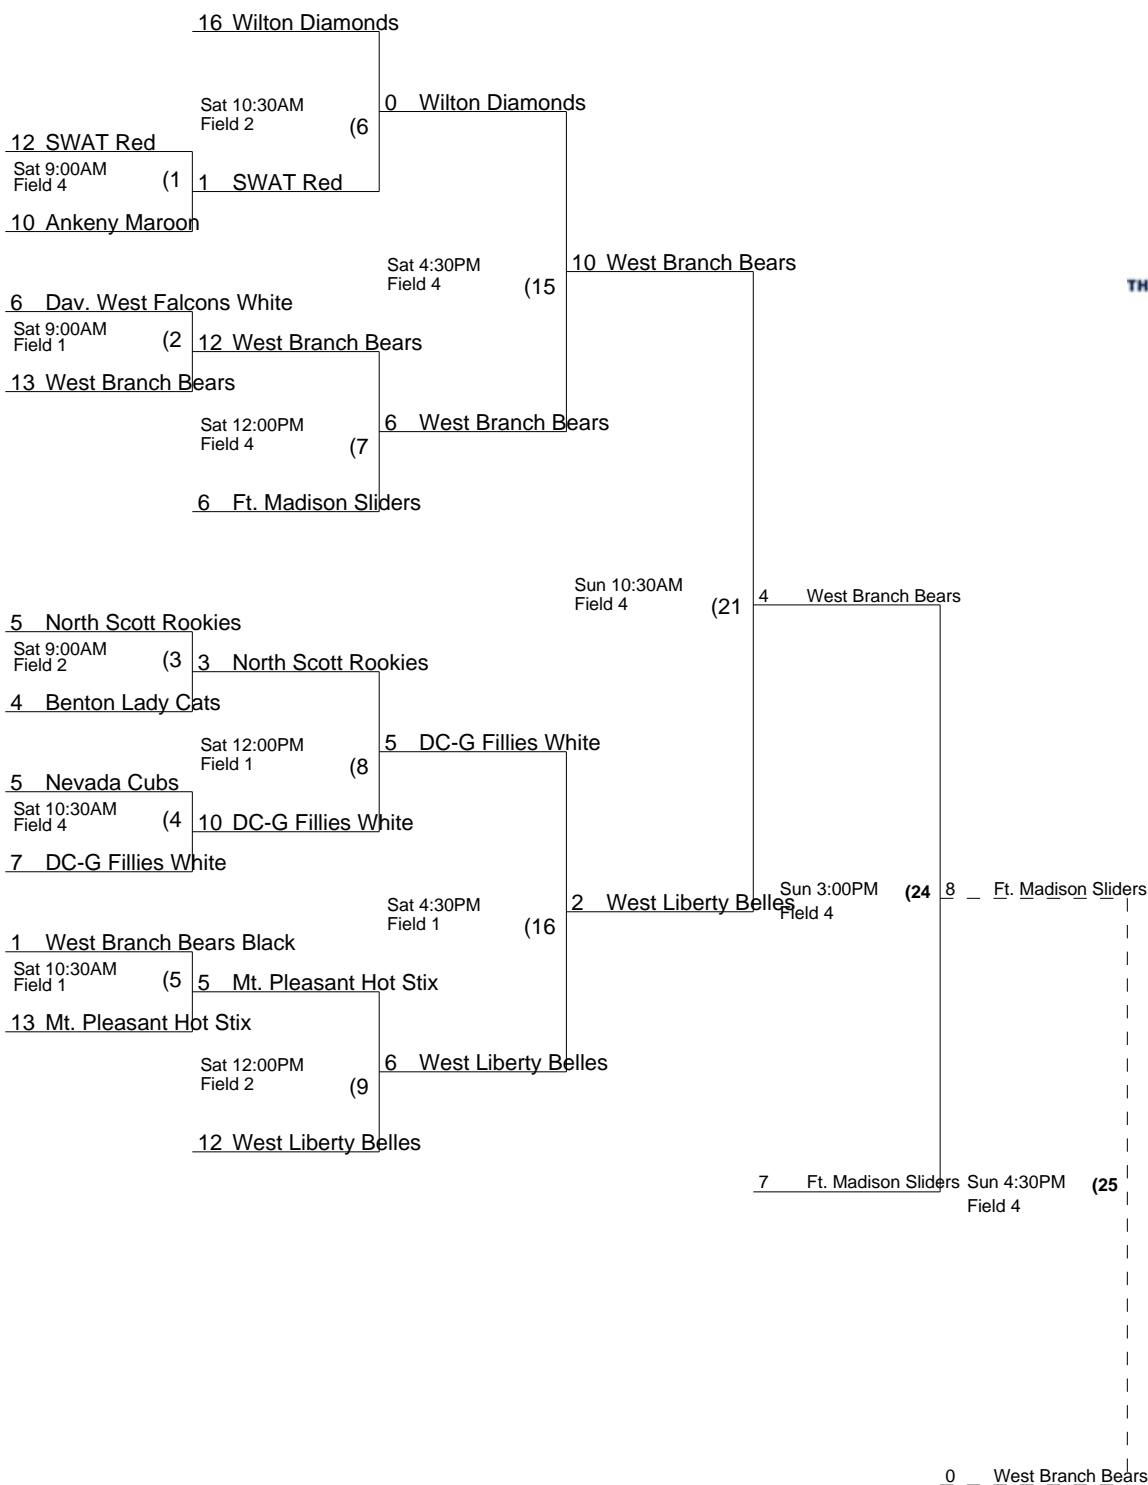 16 Wilton Diamonds
Sat 10:30AM
Field 2
(6
0 Wilton Diamonds
12 SWAT Red
Sat 9:00AM
Field 4
(1
1 SWAT Red
10 Ankeny Maroon
Sat 4:30PM
Field 4
(15
10 West Branch Bears
TH
6 Dav. West Falcons White
Sat 9:00AM
Field 1
(2
12 West Branch Bears
13 West Branch Bears
Sat 12:00PM
Field 4
(7
6 West Branch Bears
6 Ft. Madison Sliders
Sun 10:30AM
Field 4
(21
4 West Branch Bears
5 North Scott Rookies
Sat 9:00AM
Field 2
(3
3 North Scott Rookies
4 Benton Lady Cats
Sat 12:00PM
Field 1
(8
5 DC-G Fillies White
5 Nevada Cubs
Sat 10:30AM
Field 4
(4
10 DC-G Fillies White
7 DC-G Fillies White
Sat 4:30PM
Field 1
(16
2 West Liberty Belles
Sun 3:00PM
Field 4
(24
8 Ft. Madison Sliders
1 West Branch Bears Black
Sat 10:30AM
Field 1
(5
5 Mt. Pleasant Hot Stix
13 Mt. Pleasant Hot Stix
Sat 12:00PM
Field 2
(9
6 West Liberty Belles
12 West Liberty Belles
7 Ft. Madison Sliders
Sun 4:30PM
Field 4
(25
0 West Branch Bears